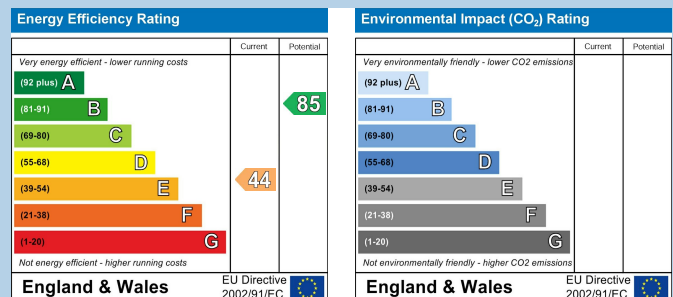 Energy Efficiency Rating
Current Potential
Very energy efficient - lower running costs
(92 plus) A
(81-91) B
85
(69-80) C
(55-68) D
(39-54) E
44
(21-38) F
(1-20) G
Not energy efficient - higher running costs
England & Wales
EU Directive
2002/91/EC
Environmental Impact (CO₂) Rating
Current Potential
Very environmentally friendly - lower CO2 emissions
(92 plus) A
(81-91) B
(69-80) C
(55-68) D
(39-54) E
(21-38) F
(1-20) G
Not environmentally friendly - higher CO2 emissions
England & Wales
EU Directive
2002/91/EC